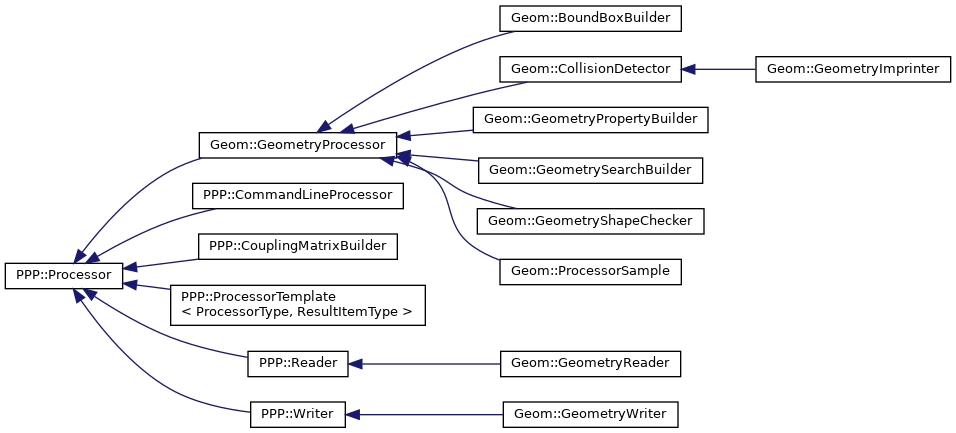 Geom::BoundBoxBuilder
Geom::CollisionDetector
Geom::GeometryImprinter
Geom::GeometryPropertyBuilder
Geom::GeometryProcessor
Geom::GeometrySearchBuilder
PPP::CommandLineProcessor
Geom::GeometryShapeChecker
PPP::CouplingMatrixBuilder
PPP::Processor
Geom::ProcessorSample
PPP::ProcessorTemplate
< ProcessorType, ResultItemType >
PPP::Reader
Geom::GeometryReader
PPP::Writer
Geom::GeometryWriter